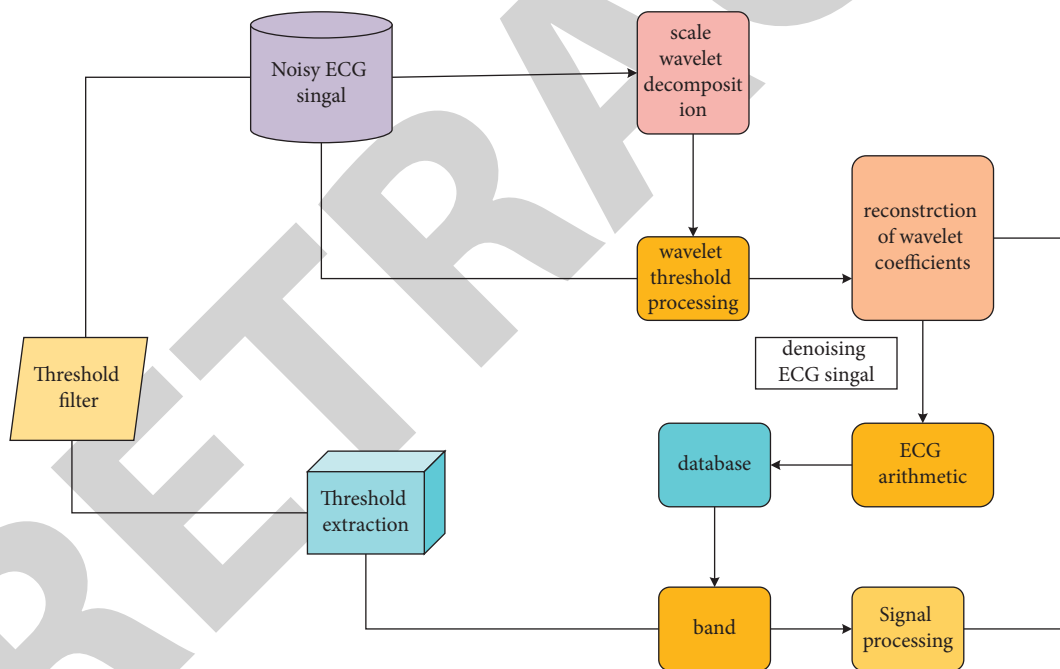 Noisy ECG
singal
scale
wavelet
decomposit
ion
reconstrction
of wavelet
coefficients
wavelet
threshold
processing
denoising
ECG singal
Threshold
filter
database
ECG
arithmetic
Threshold
extraction
band
Signal
processing
RETRAC